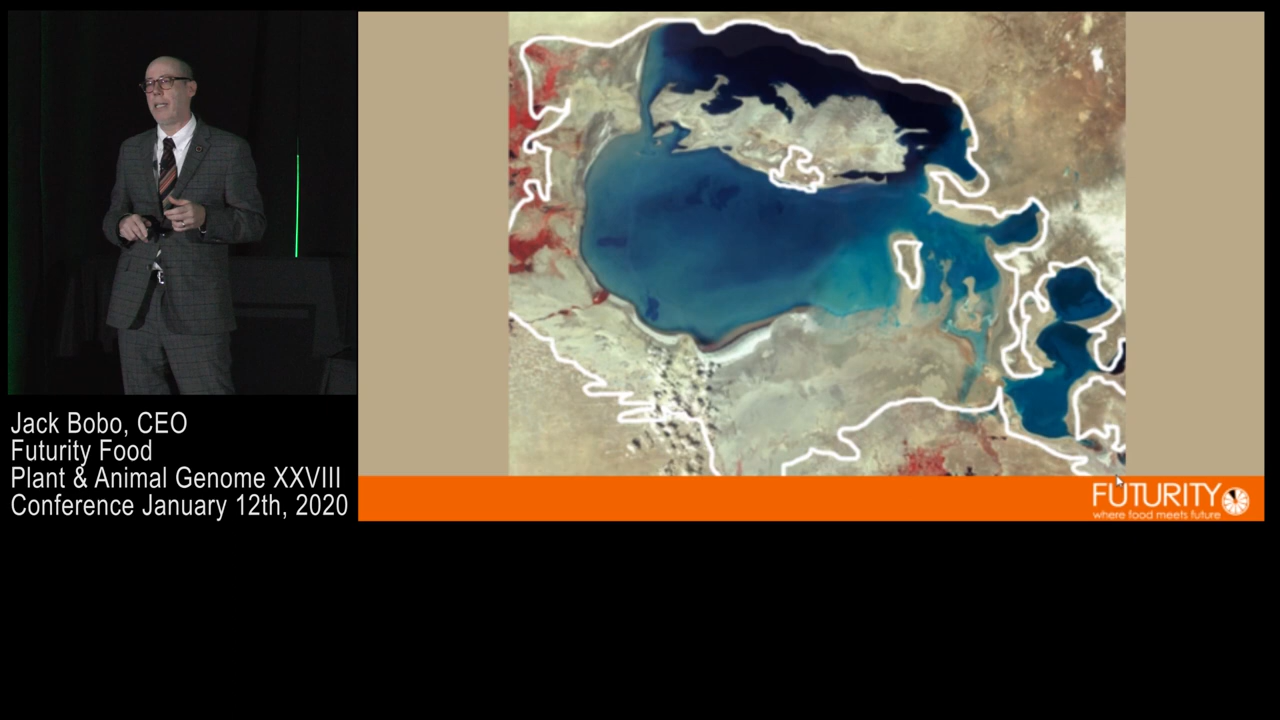 Jack Bobo, CEO
Futurity Food
Plant & Animal Genome XXVIII
Conference January 12th, 2020
FUTURITY
where food meets future